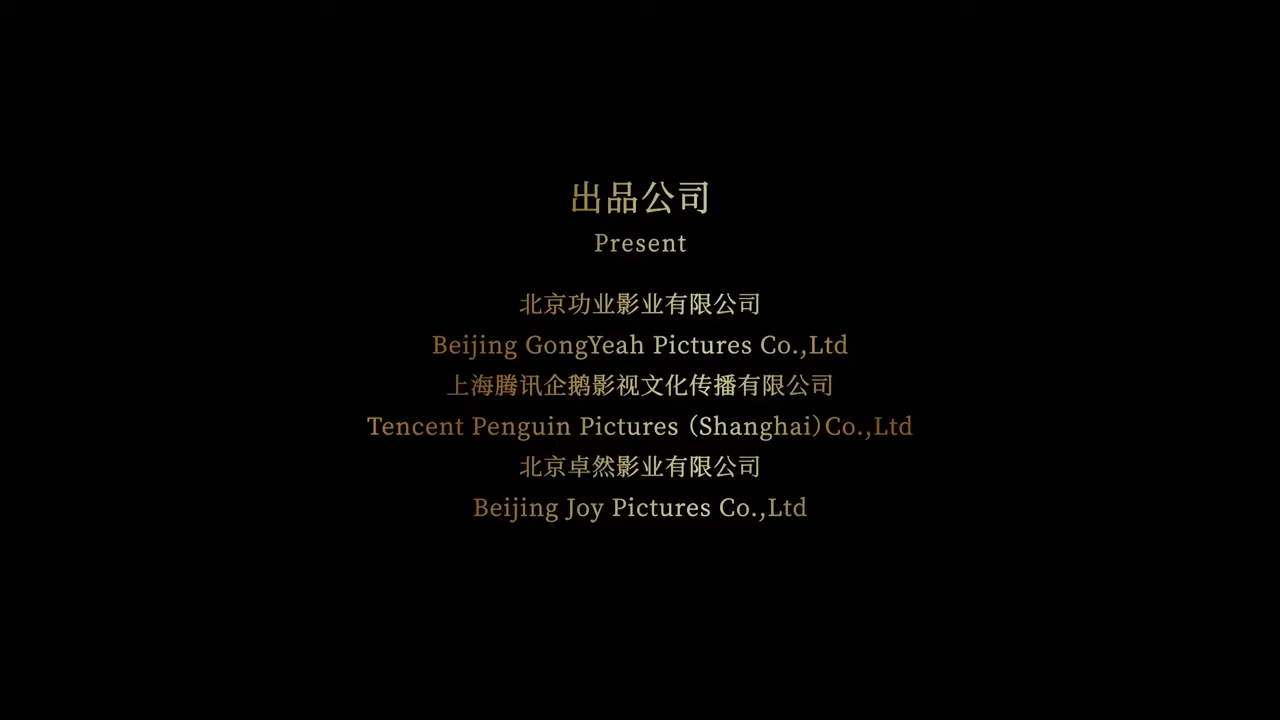 出品公司
Present
北京功业影业有限公司
Beijing GongYeah Pictures Co.,Ltd
上海腾讯企鹅影视文化传播有限公司
Tencent Penguin Pictures（Shanghai）Co.,Ltd
北京卓然影业有限公司
Beijing Joy Pictures Co.,Ltd